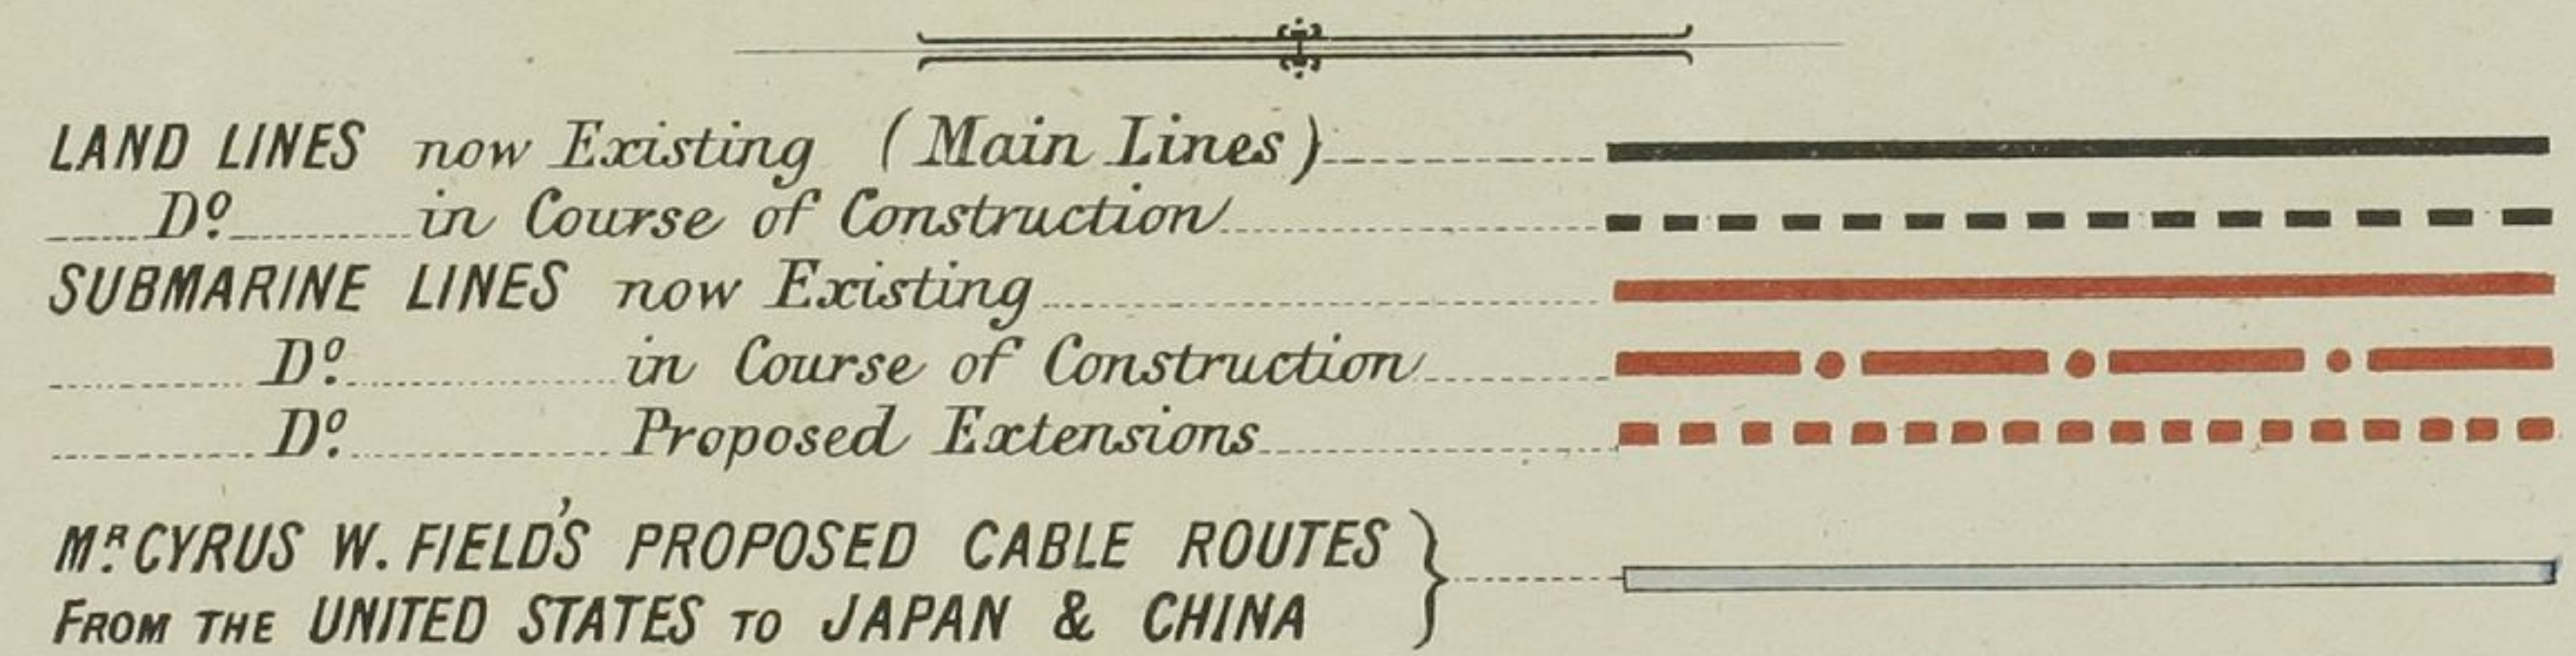 LAND LINES now Existing (Main Lines)
Dº in Course of Construction
SUBMARINE LINES now Existing
Dº in Course of Construction
Dº Proposed Extensions
MR. CYRUS W. FIELD'S PROPOSED CABLE ROUTES
FROM THE UNITED STATES TO JAPAN & CHINA